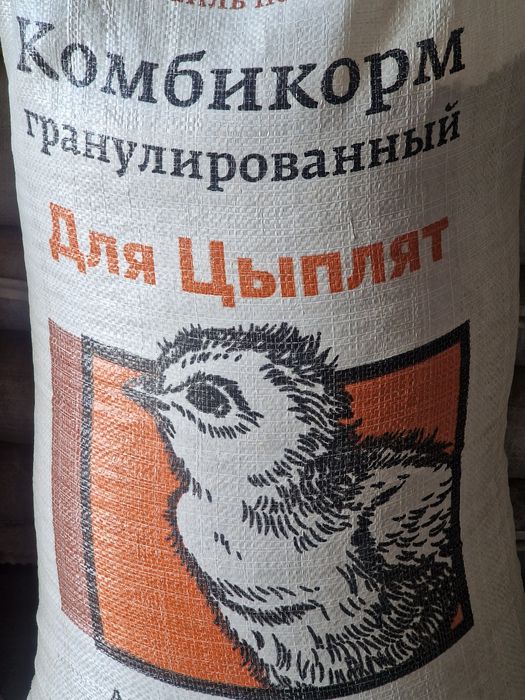 Комбикорм
гранулированный
Для Цыплят